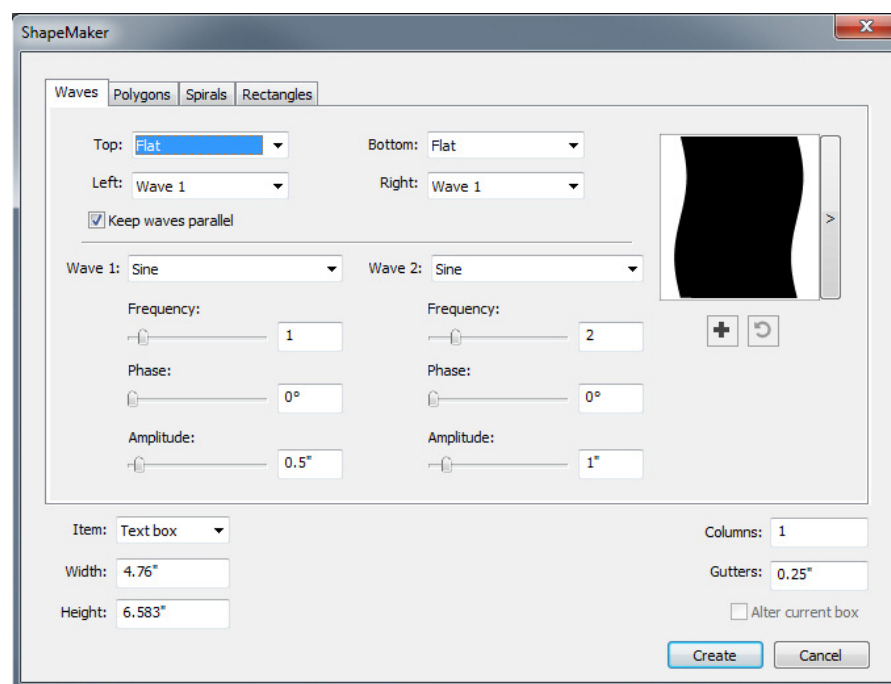 ShapeMaker
Waves Polygons Spirals Rectangles
Top: Flat Bottom: Flat
Left: Wave 1 Right: Wave 1
Keep waves parallel
>
Wave 1: Sine Wave 2: Sine
Frequency: Frequency:
1 2
Phase: Phase:
0° 0°
Amplitude: Amplitude:
0.5" 1"
Item: Text box Columns: 1
Width: 4.76" Gutters: 0.25"
Height: 6.583" Alter current box
Create Cancel